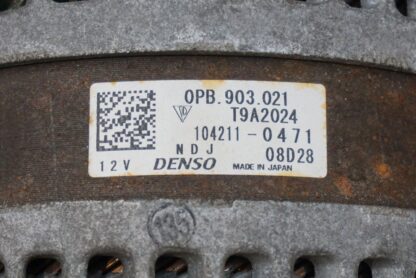 0PB.903.021
T9A2024
104211-0471
NDJ 08D28
12V DENSO MADE IN JAPAN